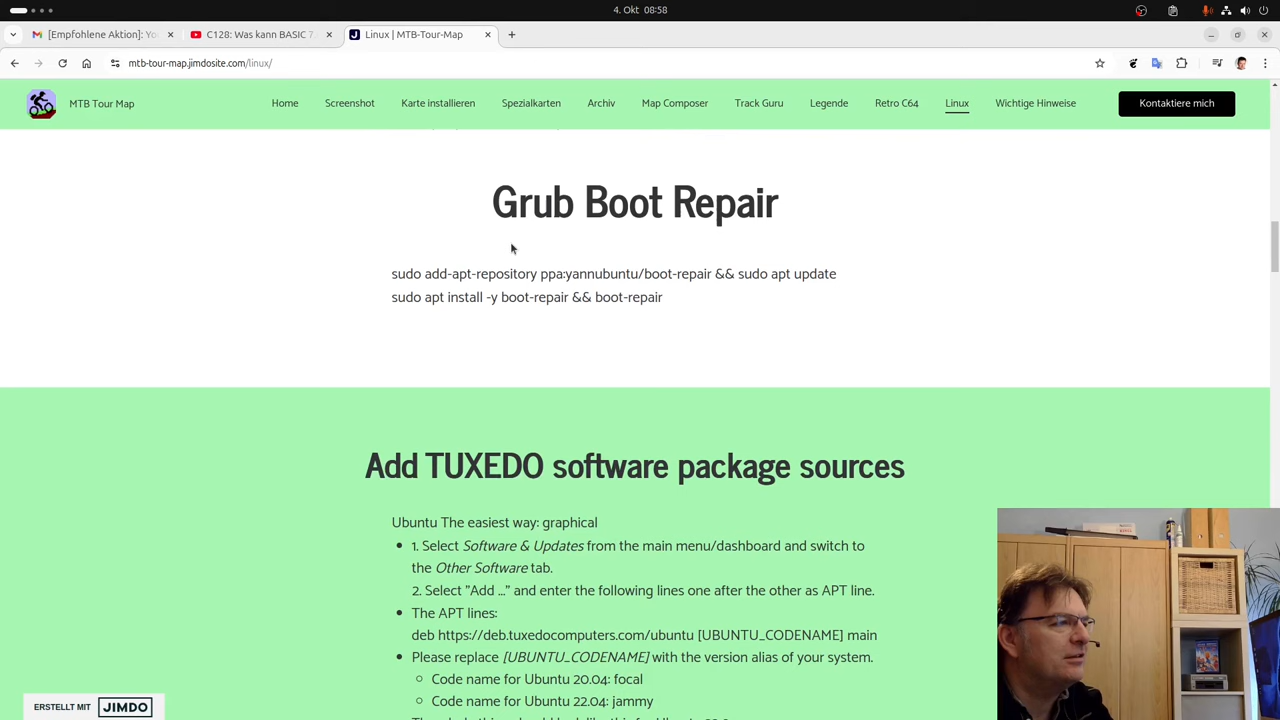 4. Okt 08:58
[Empfohlene Aktion]: Yo
C128: Was kann BASIC 7.
Linux | MTB-Tour-Map
mtb-tour-map.jimdosite.com/linux/
MTB Tour Map
Home
Screenshot
Karte installieren
Spezialkarten
Archiv
Map Composer
Track Guru
Legende
Retro C64
Linux
Wichtige Hinweise
Kontaktiere mich
Grub Boot Repair
sudo add-apt-repository ppa:yannubuntu/boot-repair && sudo apt update
sudo apt install -y boot-repair && boot-repair
Add TUXEDO software package sources
Ubuntu The easiest way: graphical
1. Select Software & Updates from the main menu/dashboard and switch to
the Other Software tab.
2. Select "Add ..." and enter the following lines one after the other as APT line.
The APT lines:
deb https://deb.tuxedocomputers.com/ubuntu [UBUNTU_CODENAME] main
Please replace [UBUNTU_CODENAME] with the version alias of your system.
Code name for Ubuntu 20.04: focal
Code name for Ubuntu 22.04: jammy
ERSTELLT MIT JIMDO